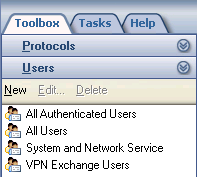 Toolbox Tasks Help
Protocols
Users
New Edit... Delete
All Authenticated Users
All Users
System and Network Service
VPN Exchange Users